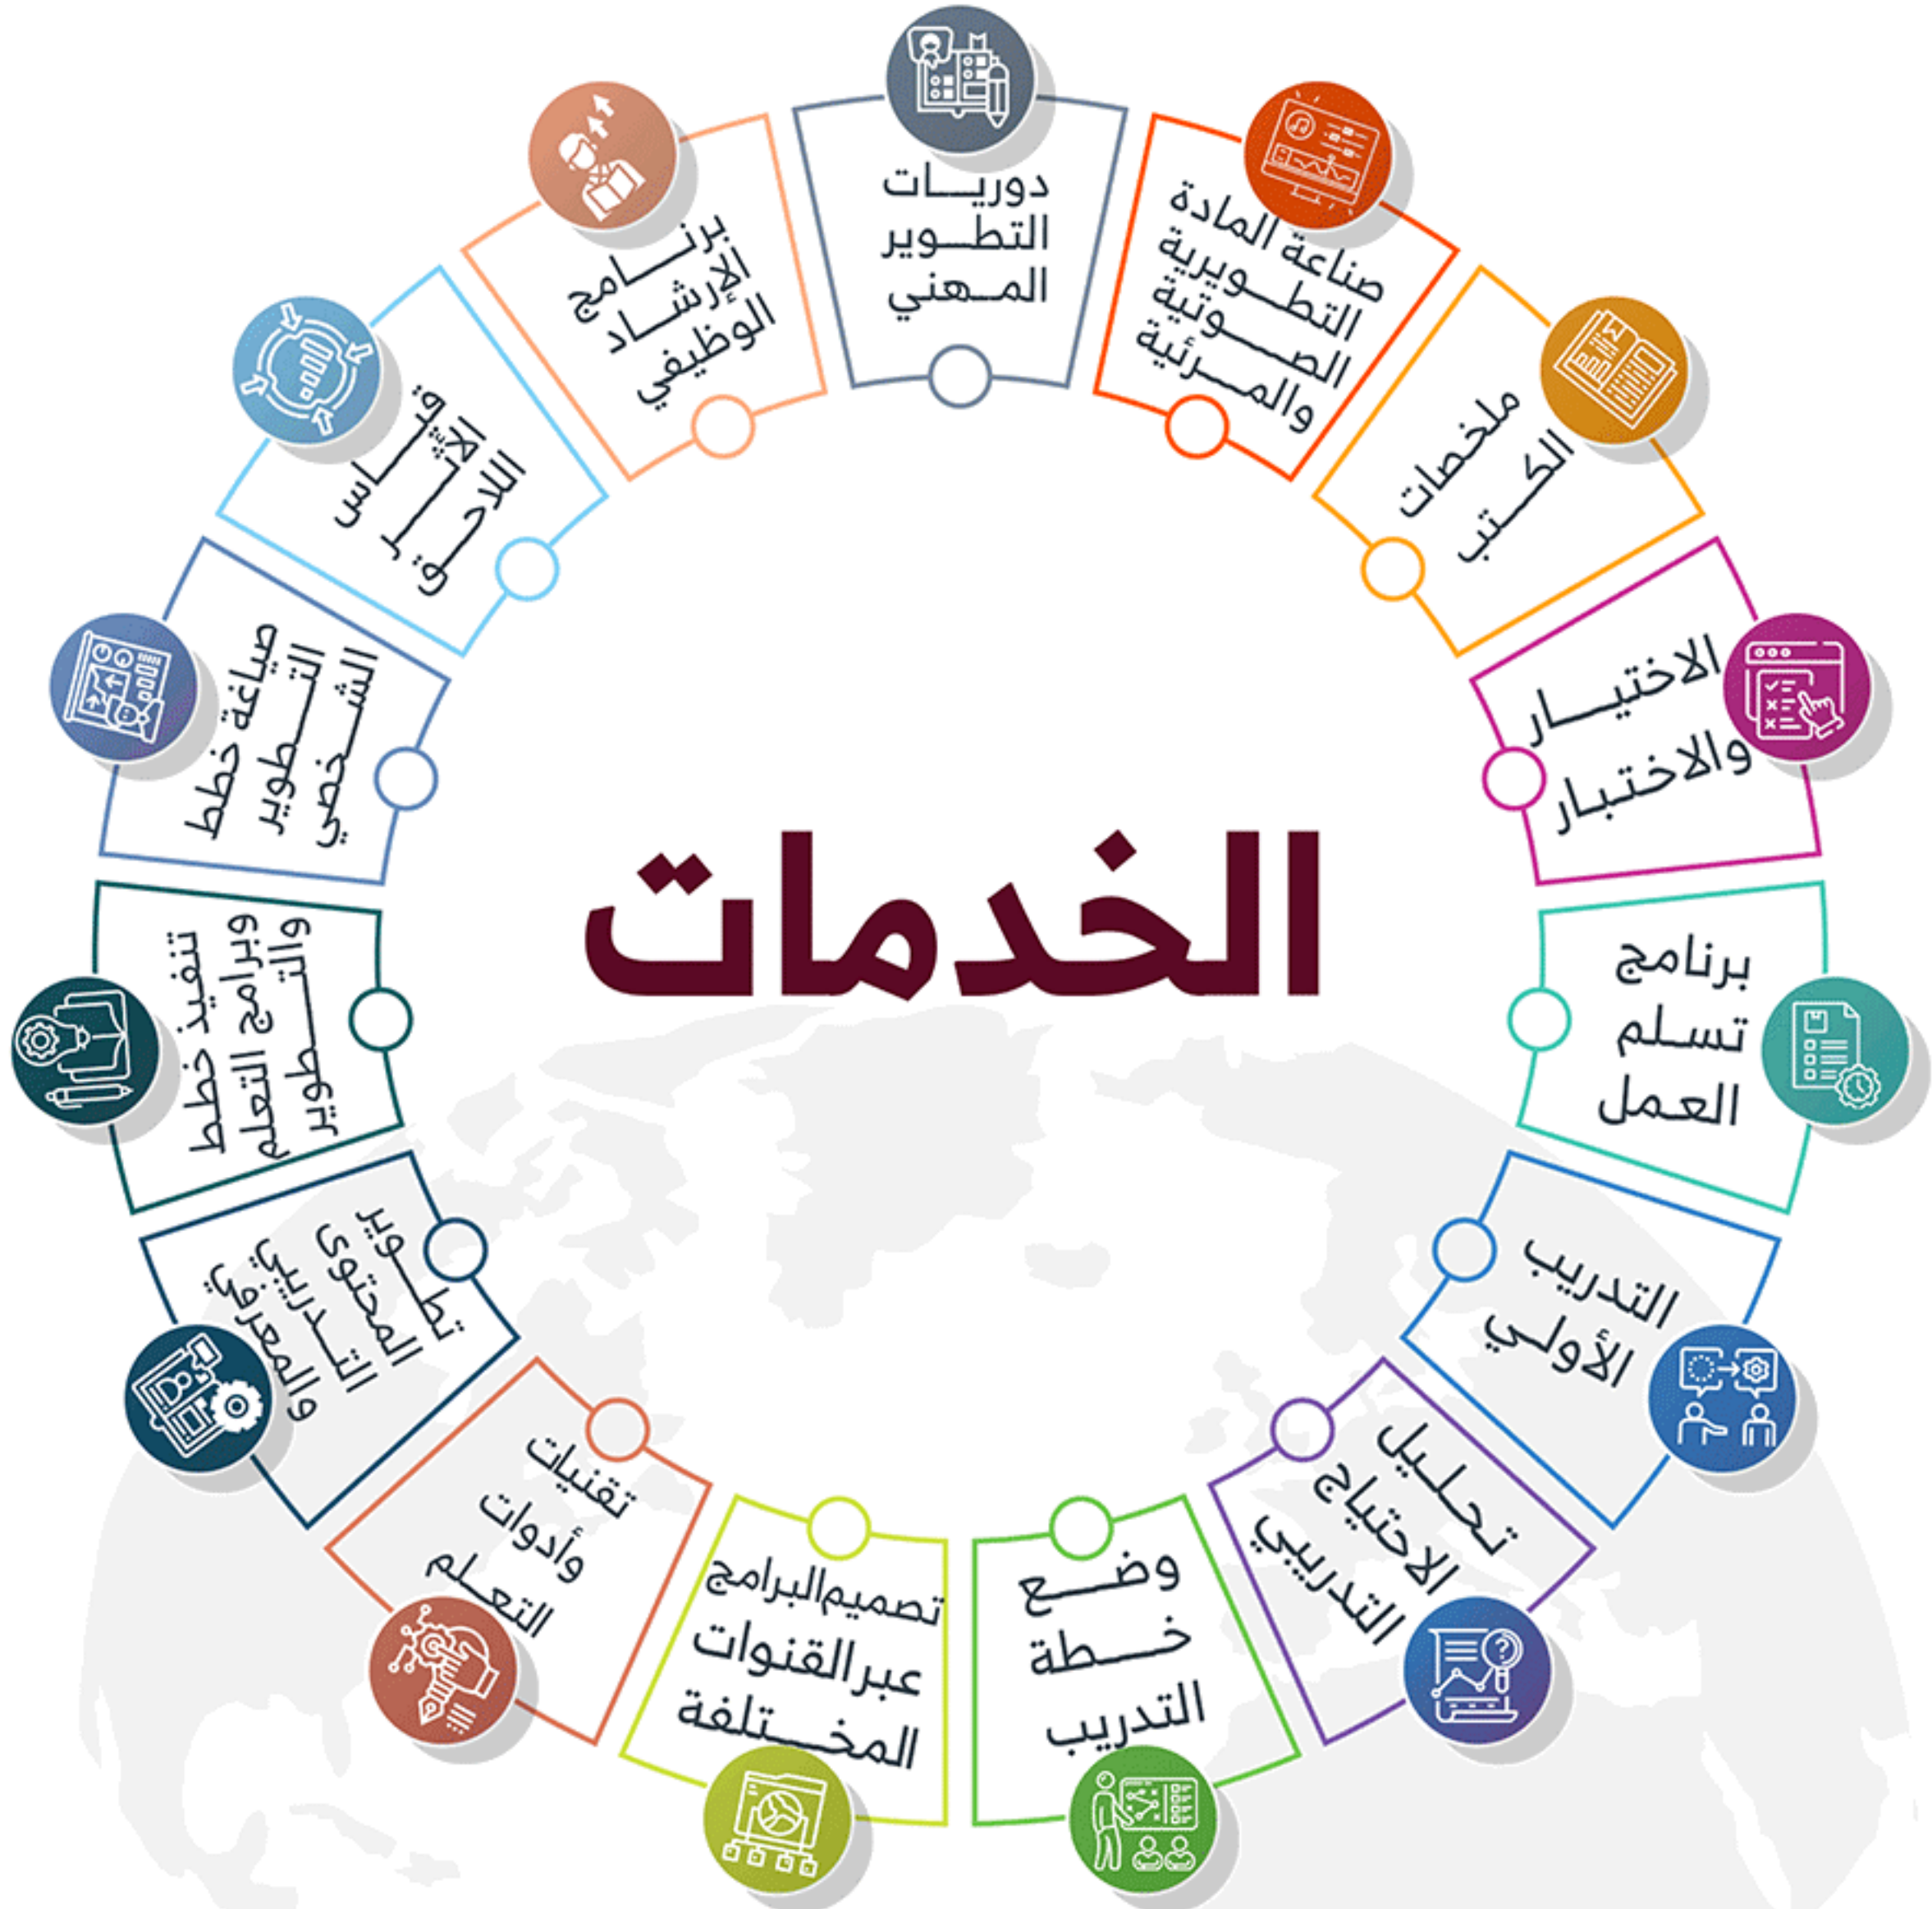 دوريات
التطوير
المهني
صناعة المادة
التطويرية
الصوتية
والمرئية
ملخصات
الكتب
الاختيار
والاختبار
برنامج
تسلم
العمل
التدريب
الأولي
تحليل
الاحتياج
التدريبي
وضع
خطة
التدريب
تصميم البرامج
عبر القنوات
المختلفة
تقنيات
وأدوات
التعلم
تطوير
المحتوى
التدريبي
والمعرفي
تنفيذ خطط
وبرامج التعلم
والتطوير
صياغة خطط
التطوير
الشخصي
قياس
الأثر
اللاحق
برنامج
الإرشاد
الوظيفي
الخدمات